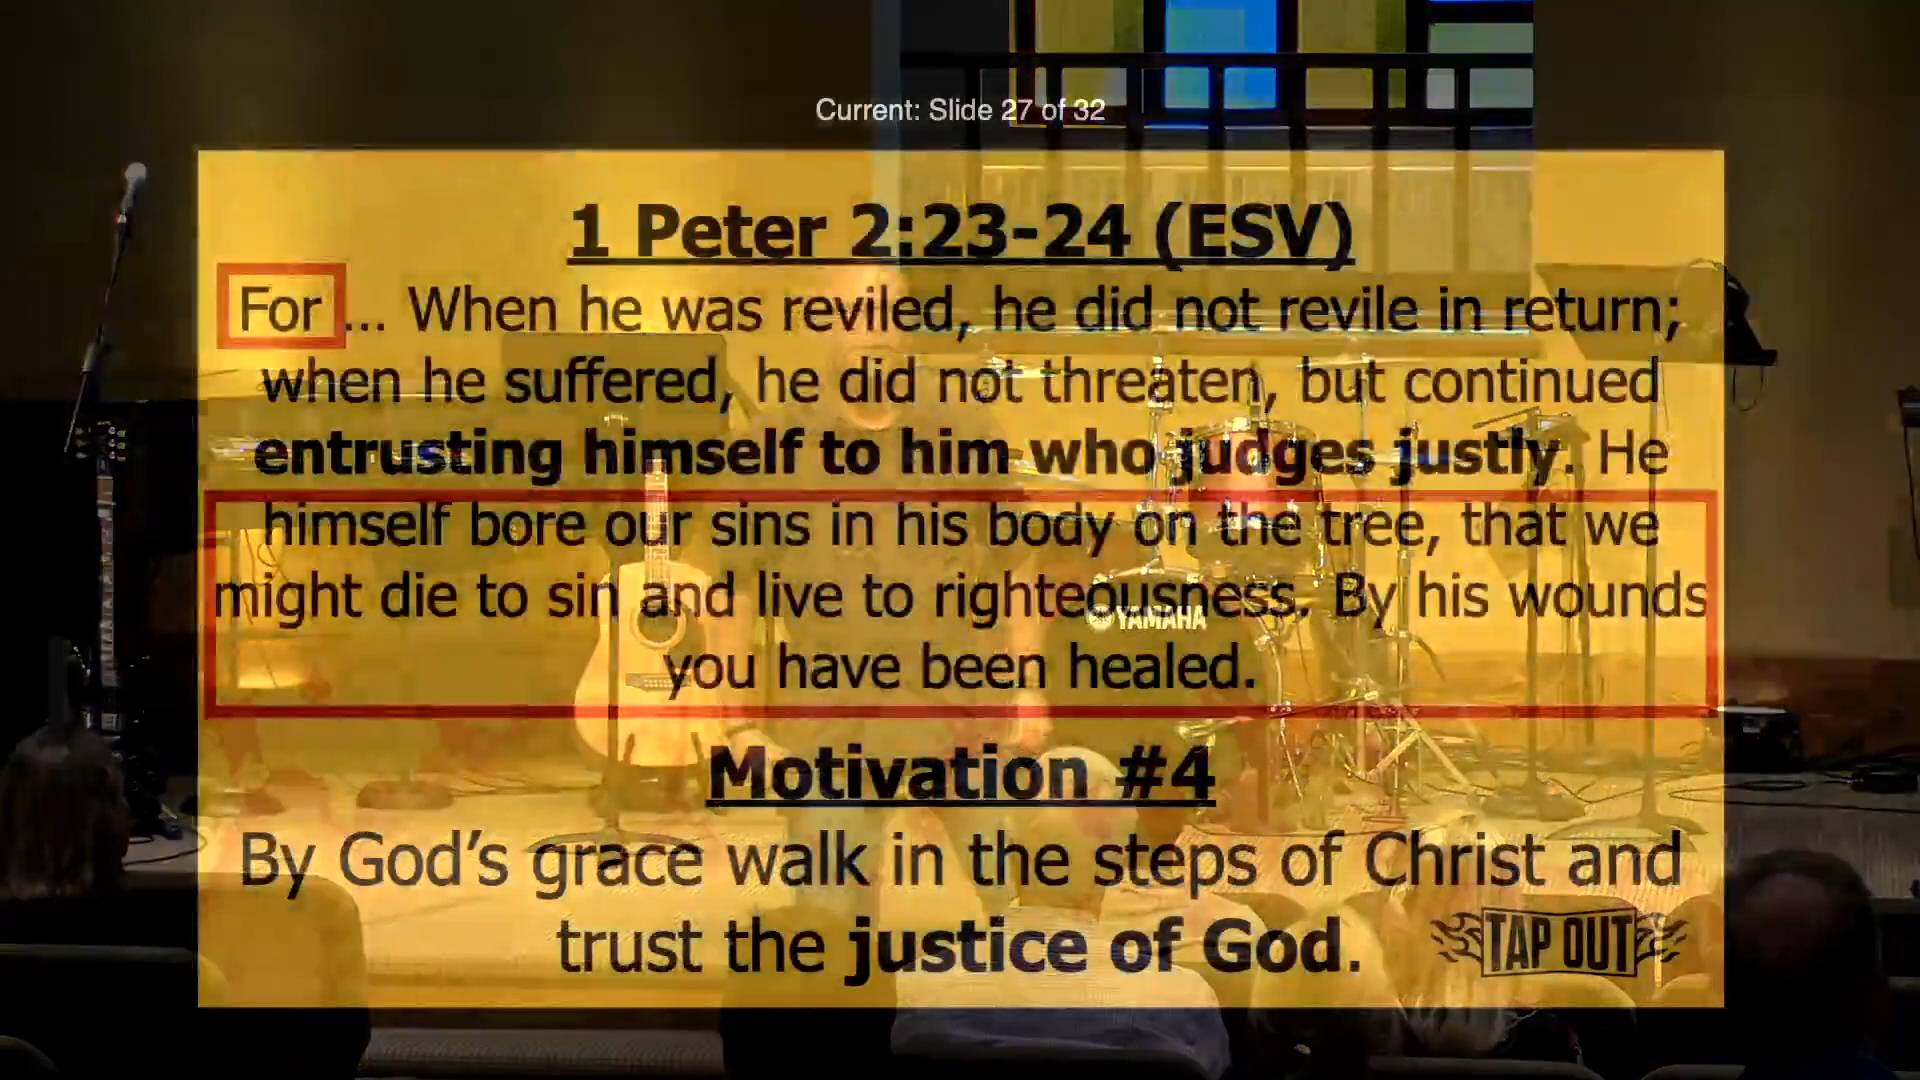 Current: Slide 27 of 32
1 Peter 2:23-24 (ESV)
For ... When he was reviled, he did not revile in return;
when he suffered, he did not threaten, but continued
entrusting himself to him who judges justly. He
himself bore our sins in his body on the tree, that we
might die to sin and live to righteousness. By his wounds
YAMAHA
you have been healed.
Motivation #4
By God’s grace walk in the steps of Christ and
trust the justice of God.
TAP OUT